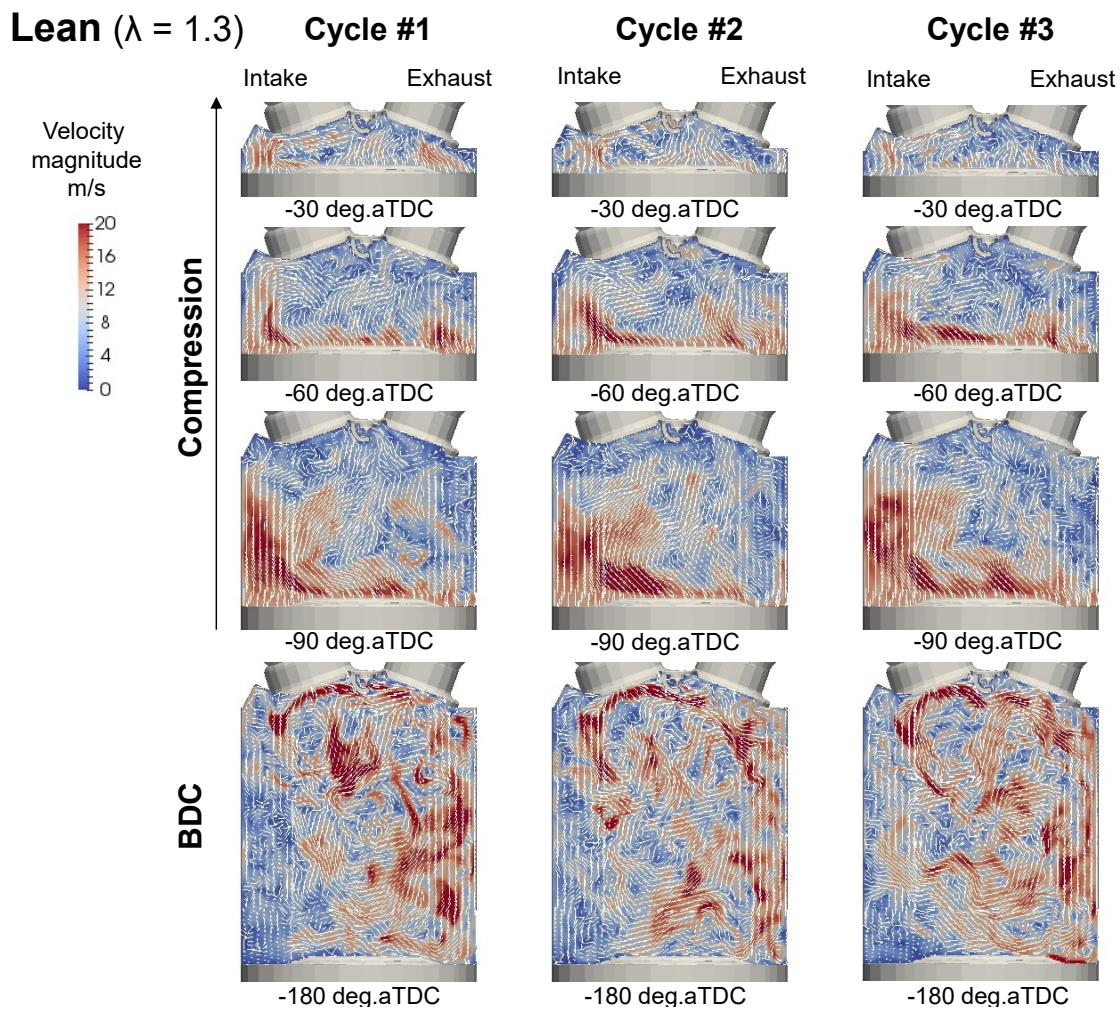 Lean (λ = 1.3) Cycle #1 Cycle #2 Cycle #3
Intake Exhaust Intake Exhaust Intake Exhaust
Velocity
magnitude
m/s
20
16
12
8
4
0
Compression
-30 deg.aTDC -30 deg.aTDC -30 deg.aTDC
-60 deg.aTDC -60 deg.aTDC -60 deg.aTDC
-90 deg.aTDC -90 deg.aTDC -90 deg.aTDC
BDC
-180 deg.aTDC -180 deg.aTDC -180 deg.aTDC